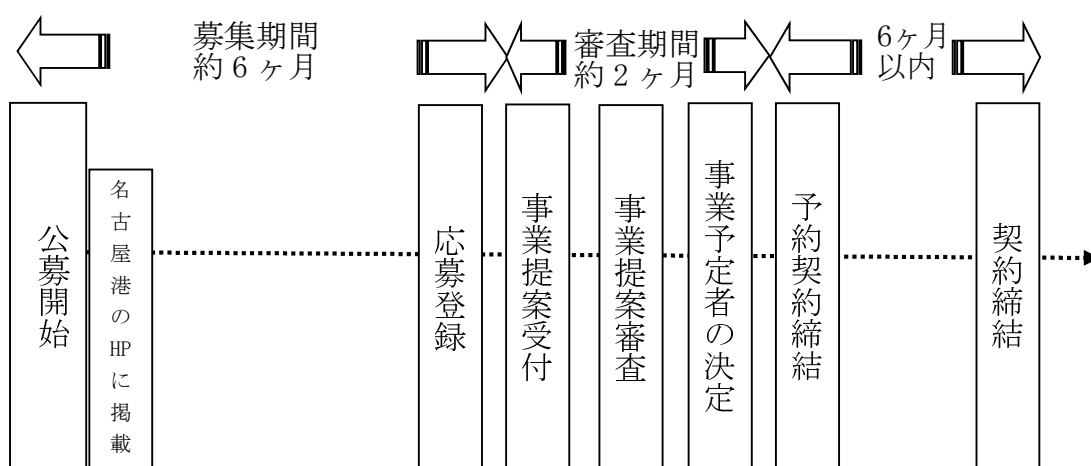 募集期間
約6ヶ月
審査期間
約2ヶ月
6ヶ月
以内
公募開始
名古屋港のHPに掲載
応募登録
事業提案受付
事業提案審査
事業予定者の決定
予約契約締結
契約締結